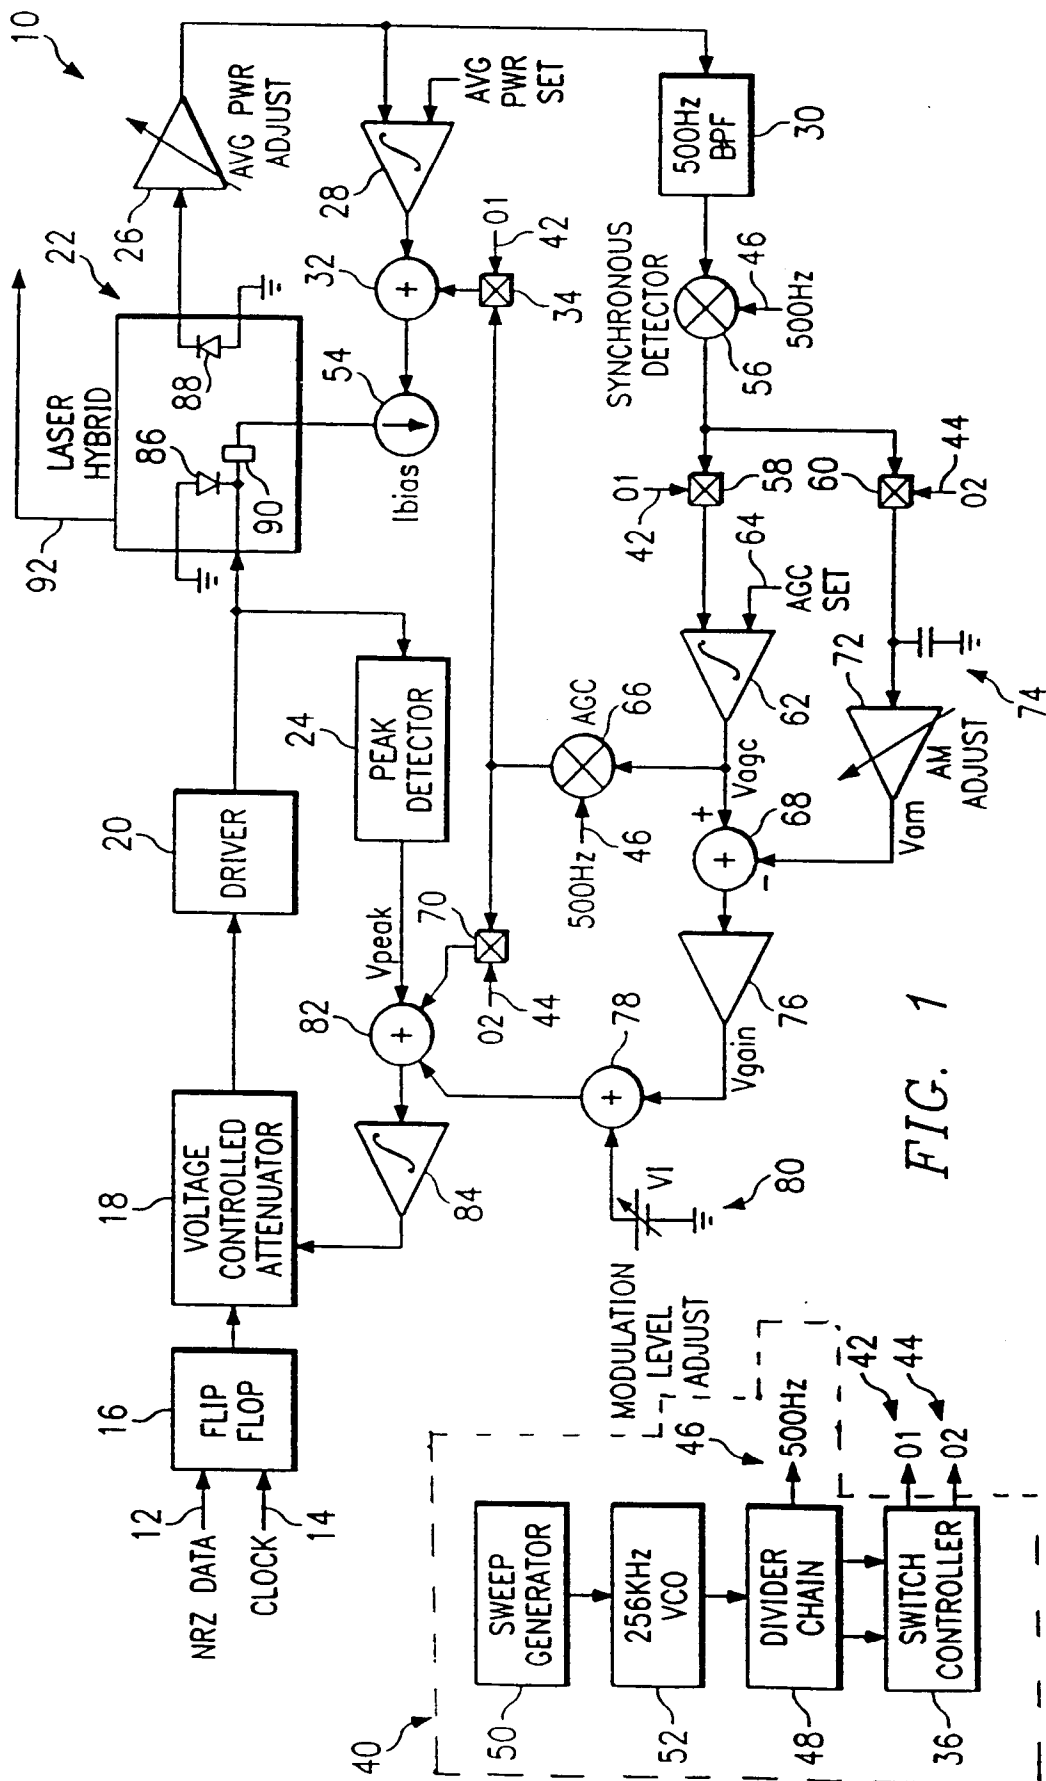 10
FIG. 1
12
NRZ DATA
CLOCK
14
16
FLIP
FLOP
18
VOLTAGE
CONTROLLED
ATTENUATOR
20
DRIVER
22
LASER
HYBRID
86
88
90
92
26
AVG PWR
ADJUST
28
AVG
PWR
SET
24
PEAK
DETECTOR
Vpeak
82
84
70
02
44
32
54
Ibias
34
01
42
500Hz
BPF
30
SYNCHRONOUS
DETECTOR
56
46
500Hz
01
42
58
60
44
02
64
AGC
SET
62
AGC
66
500Hz
46
Vagc
+
68
-
72
AM
ADJUST
74
Vam
76
Vgain
78
V1
80
MODULATION
LEVEL
ADJUST
40
SWEEP
GENERATOR
50
256KHz
VCO
52
DIVIDER
CHAIN
48
46
500Hz
SWITCH
CONTROLLER
36
01
42
02
44
+
+
+
+